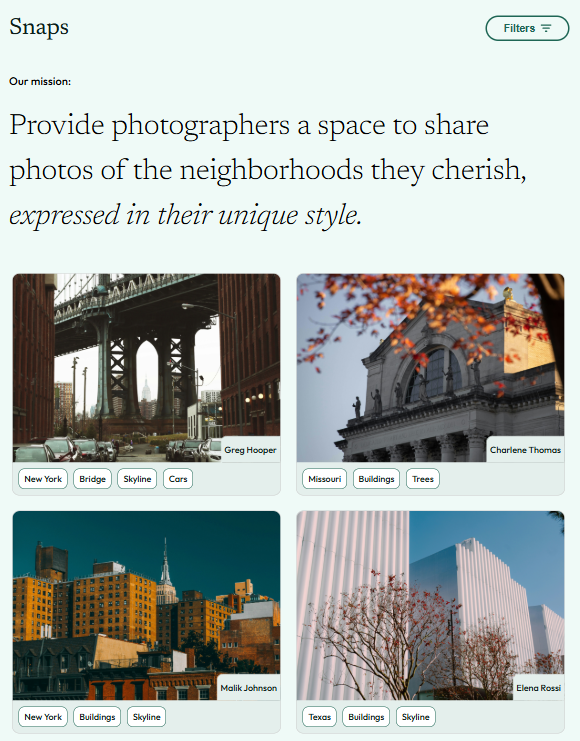 Snaps
Filters
Our mission:
Provide photographers a space to share
photos of the neighborhoods they cherish,
expressed in their unique style.
Greg Hooper
New York Bridge Skyline Cars
Charlene Thomas
Missouri Buildings Trees
Malik Johnson
New York Buildings Skyline
Elena Rossi
Texas Buildings Skyline